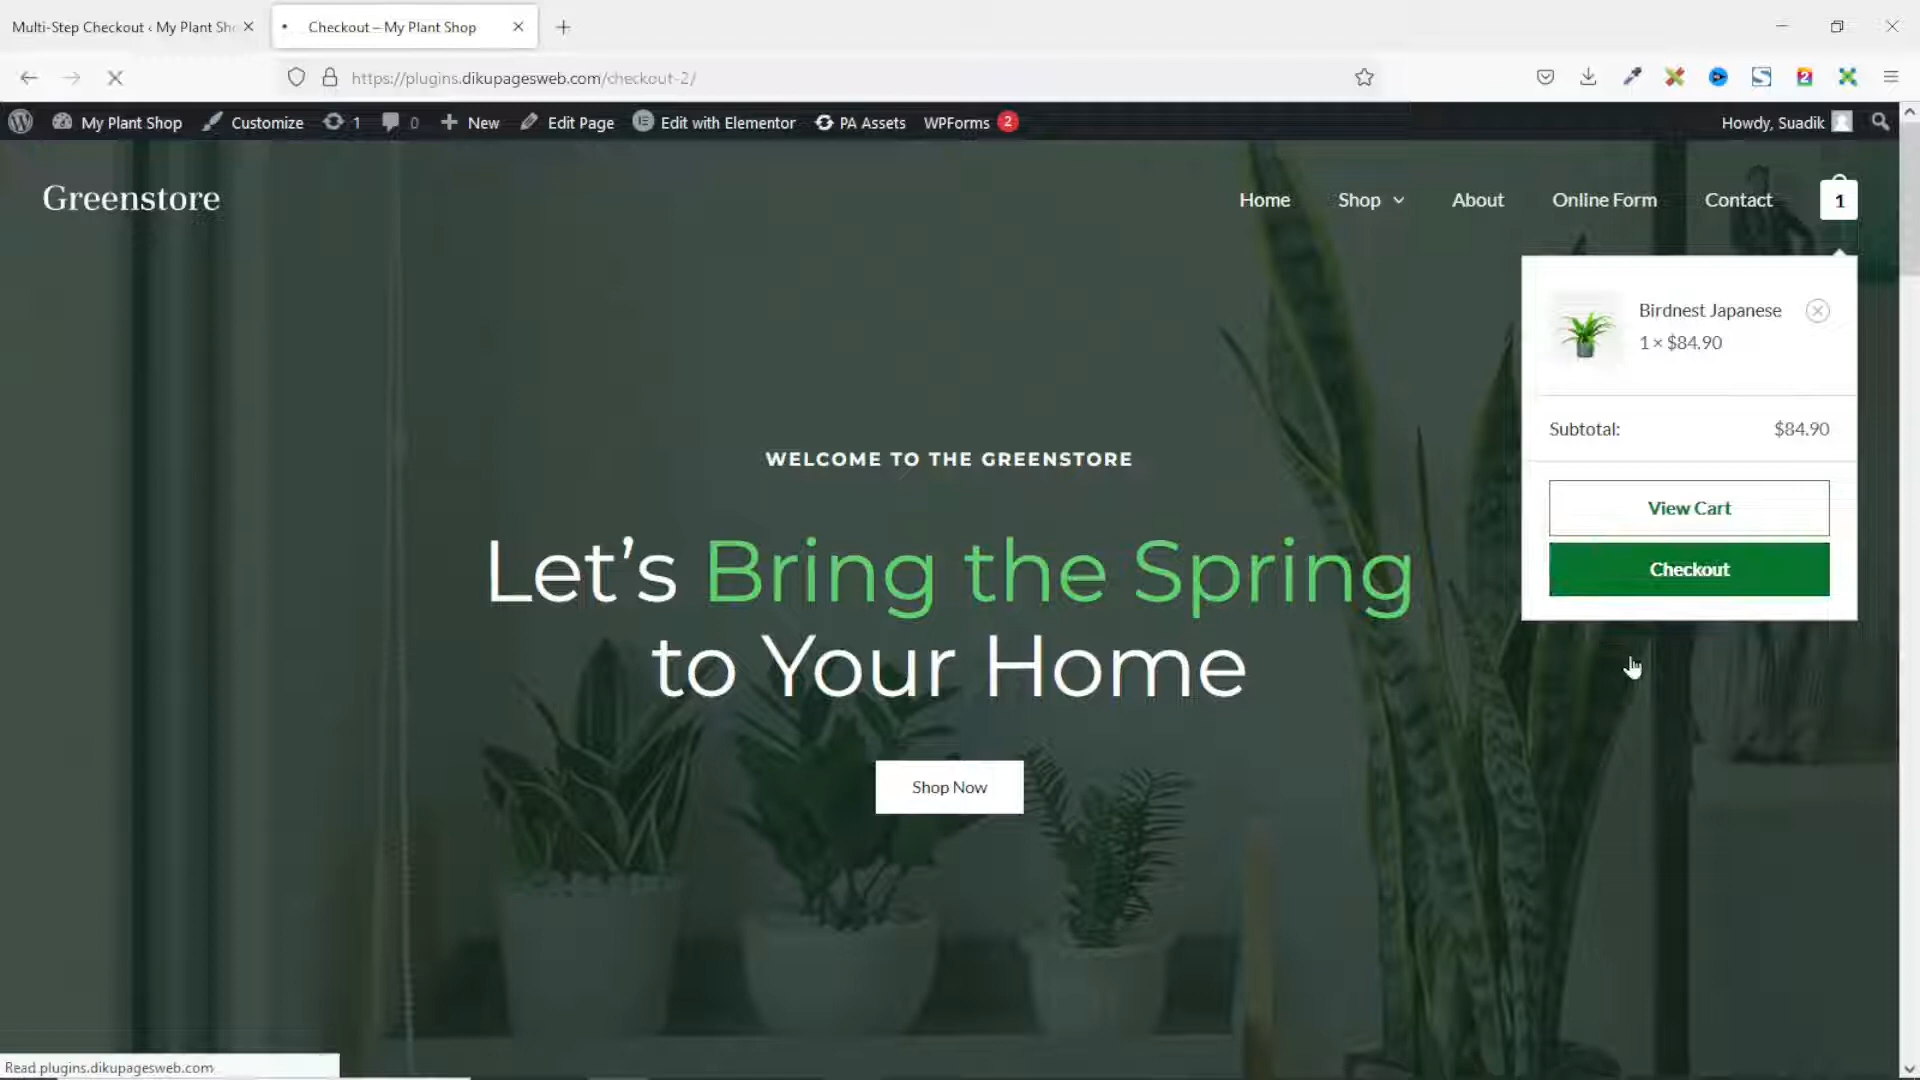 Multi-Step Checkout ‹ My Plant Sh
Checkout – My Plant Shop
https://plugins.dikupagesweb.com/checkout-2/
2
My Plant Shop
Customize
1
0
New
Edit Page
Edit with Elementor
PA Assets
WPForms 2
Howdy, Suadik
Greenstore
Home
Shop
About
Online Form
Contact
1
Birdnest Japanese
1 × $84.90
Subtotal: $84.90
View Cart
Checkout
WELCOME TO THE GREENSTORE
Let’s Bring the Spring
to Your Home
Shop Now
Read plugins.dikupagesweb.com